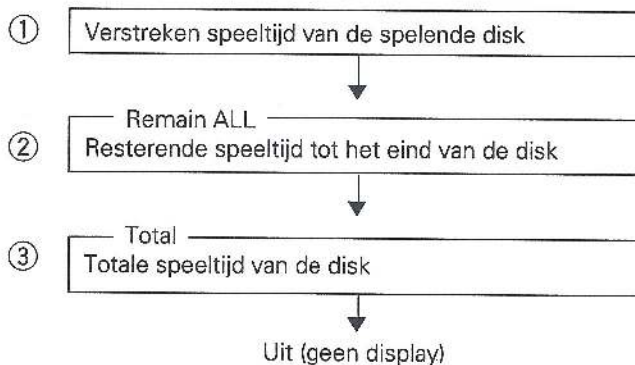 ① Verstreken speeltijd van de spelende disk
Remain ALL
② Resterende speeltijd tot het eind van de disk
Total
③ Totale speeltijd van de disk
Uit (geen display)